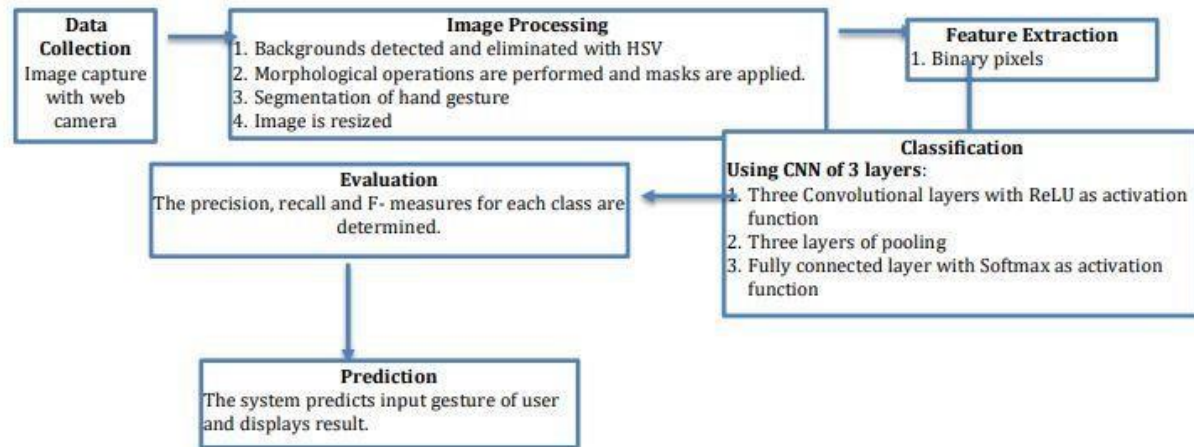 Data
Collection
Image capture
with web
camera
Image Processing
1. Backgrounds detected and eliminated with HSV
2. Morphological operations are performed and masks are applied.
3. Segmentation of hand gesture
4. Image is resized
Feature Extraction
1. Binary pixels
Classification
Using CNN of 3 layers:
1. Three Convolutional layers with ReLU as activation
function
2. Three layers of pooling
3. Fully connected layer with Softmax as activation
function
Evaluation
The precision, recall and F- measures for each class are
determined.
Prediction
The system predicts input gesture of user
and displays result.